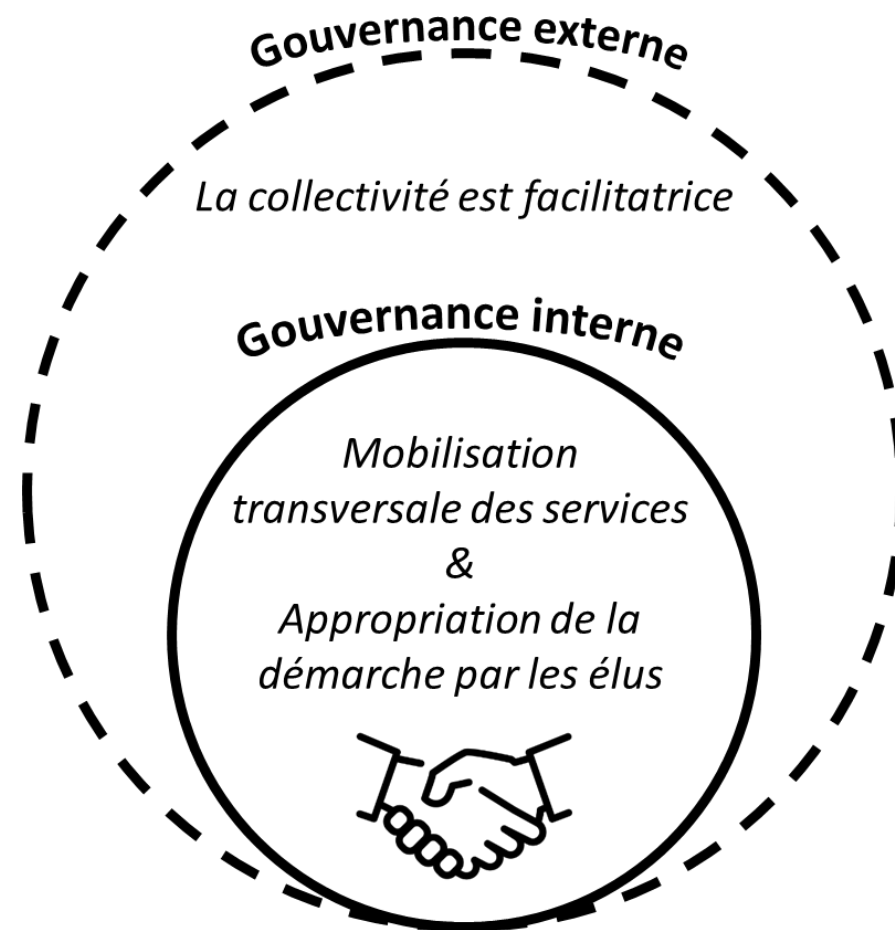 Gouvernance externe
La collectivité est facilitatrice
Gouvernance interne
Mobilisation
transversale des services
&
Appropriation de la
démarche par les élus